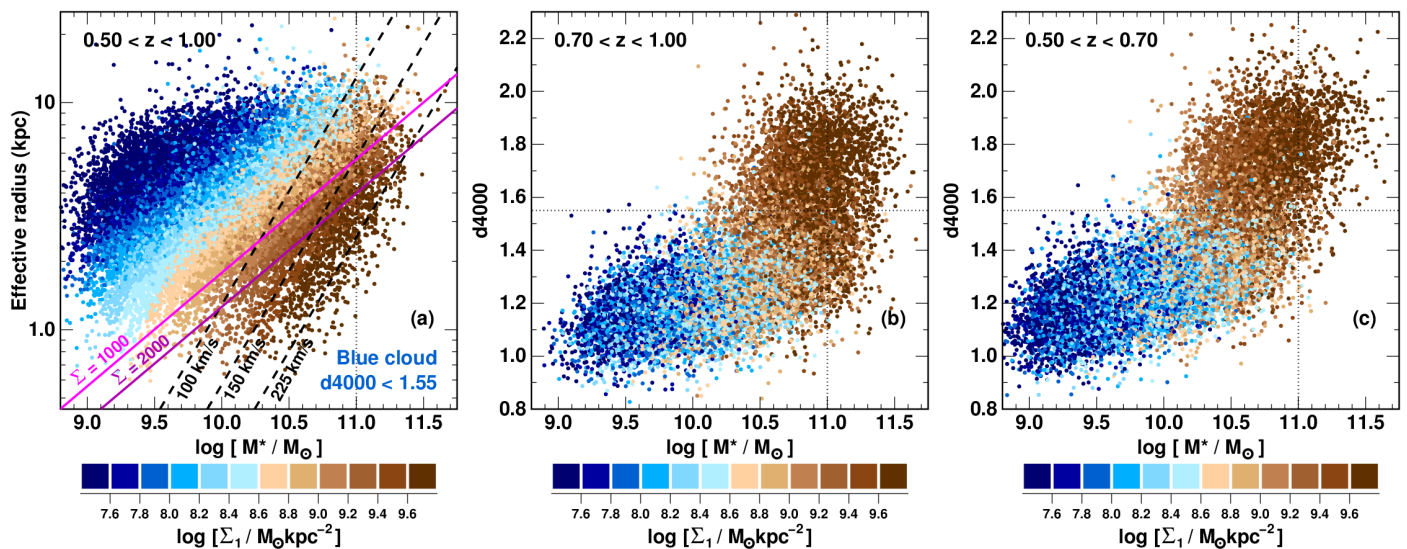 0.50 < z < 1.00
Effective radius (kpc)
10
1.0
Σ = 1000
Σ = 2000
100 km/s
150 km/s
225 km/s
(a)
Blue cloud
d4000 < 1.55
9.0 9.5 10.0 10.5 11.0 11.5
log [ M* / M⊙ ]
7.6 7.8 8.0 8.2 8.4 8.6 8.8 9.0 9.2 9.4 9.6
log [Σ1 / M⊙kpc−2]
0.70 < z < 1.00
d4000
2.2
2.0
1.8
1.6
1.4
1.2
1.0
0.8
(b)
9.0 9.5 10.0 10.5 11.0 11.5
log [ M* / M⊙ ]
7.6 7.8 8.0 8.2 8.4 8.6 8.8 9.0 9.2 9.4 9.6
log [Σ1 / M⊙kpc−2]
0.50 < z < 0.70
d4000
2.2
2.0
1.8
1.6
1.4
1.2
1.0
0.8
(c)
9.0 9.5 10.0 10.5 11.0 11.5
log [ M* / M⊙ ]
7.6 7.8 8.0 8.2 8.4 8.6 8.8 9.0 9.2 9.4 9.6
log [Σ1 / M⊙kpc−2]